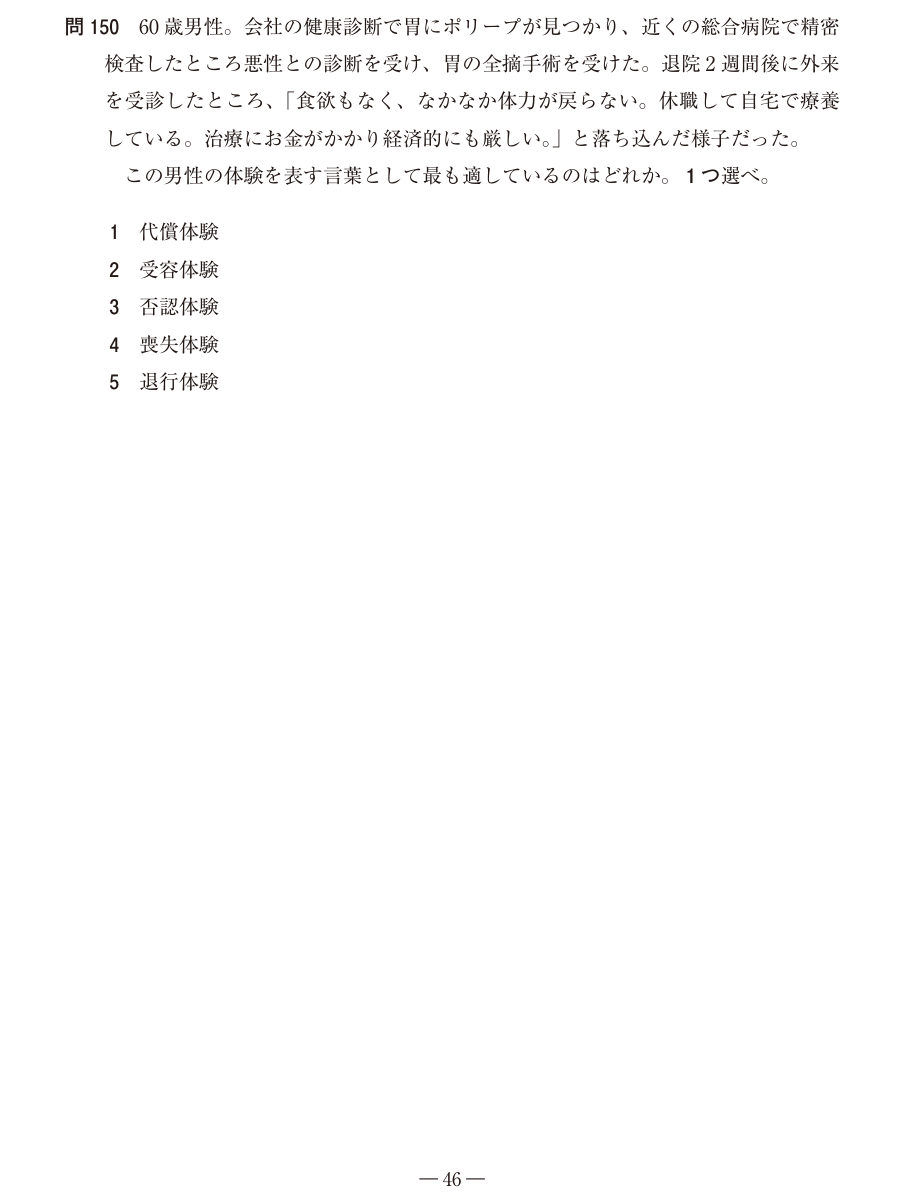 問 150　60 歳男性。会社の健康診断で胃にポリープが見つかり、近くの総合病院で精密
検査したところ悪性との診断を受け、胃の全摘手術を受けた。退院 2 週間後に外来
を受診したところ、「食欲もなく、なかなか体力が戻らない。休職して自宅で療養
している。治療にお金がかかり経済的にも厳しい。」と落ち込んだ様子だった。
この男性の体験を表す言葉として最も適しているのはどれか。1 つ選べ。
1　代償体験
2　受容体験
3　否認体験
4　喪失体験
5　退行体験
― 46 ―